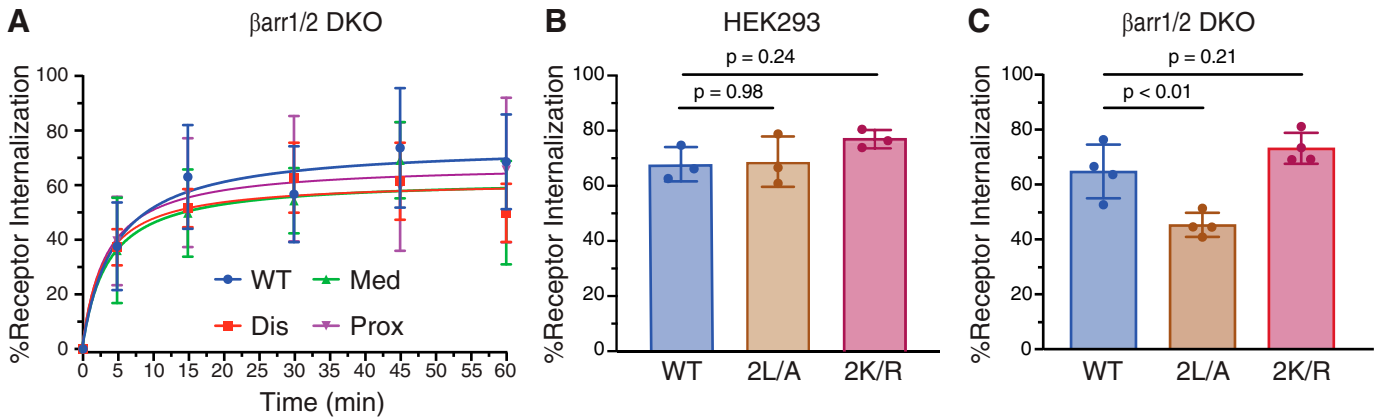 A
βarr1/2 DKO
%Receptor Internalization
100
80
60
40
20
0
WT
Med
Dis
Prox
0
5
10
15
20
25
30
35
40
45
50
55
60
Time (min)
B
HEK293
%Receptor Internalization
100
80
60
40
20
0
p = 0.24
p = 0.98
WT
2L/A
2K/R
C
βarr1/2 DKO
%Receptor Internalization
100
80
60
40
20
0
p = 0.21
p < 0.01
WT
2L/A
2K/R